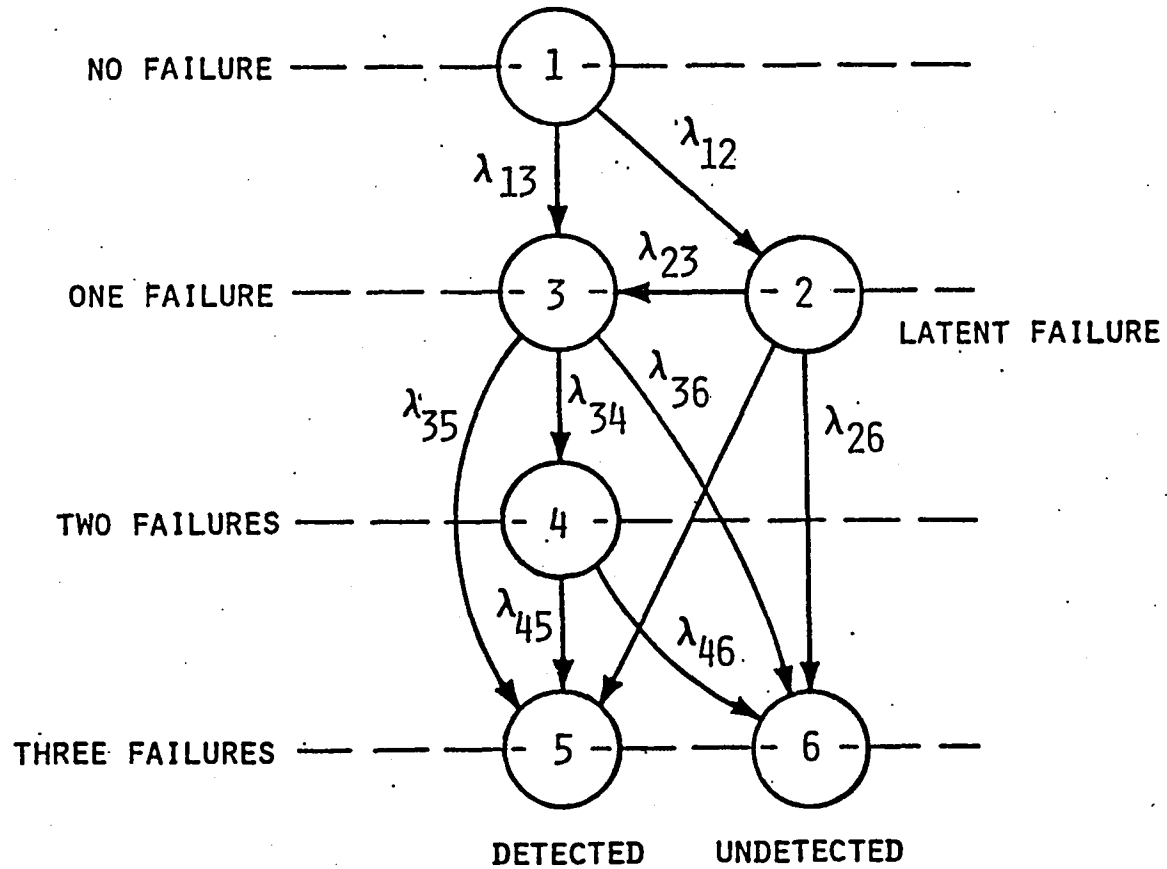 NO FAILURE
1
λ13
λ12
ONE FAILURE
3
λ23
2
LATENT FAILURE
λ35
λ34
λ36
λ26
TWO FAILURES
4
λ45
λ46
THREE FAILURES
5
6
DETECTED
UNDETECTED